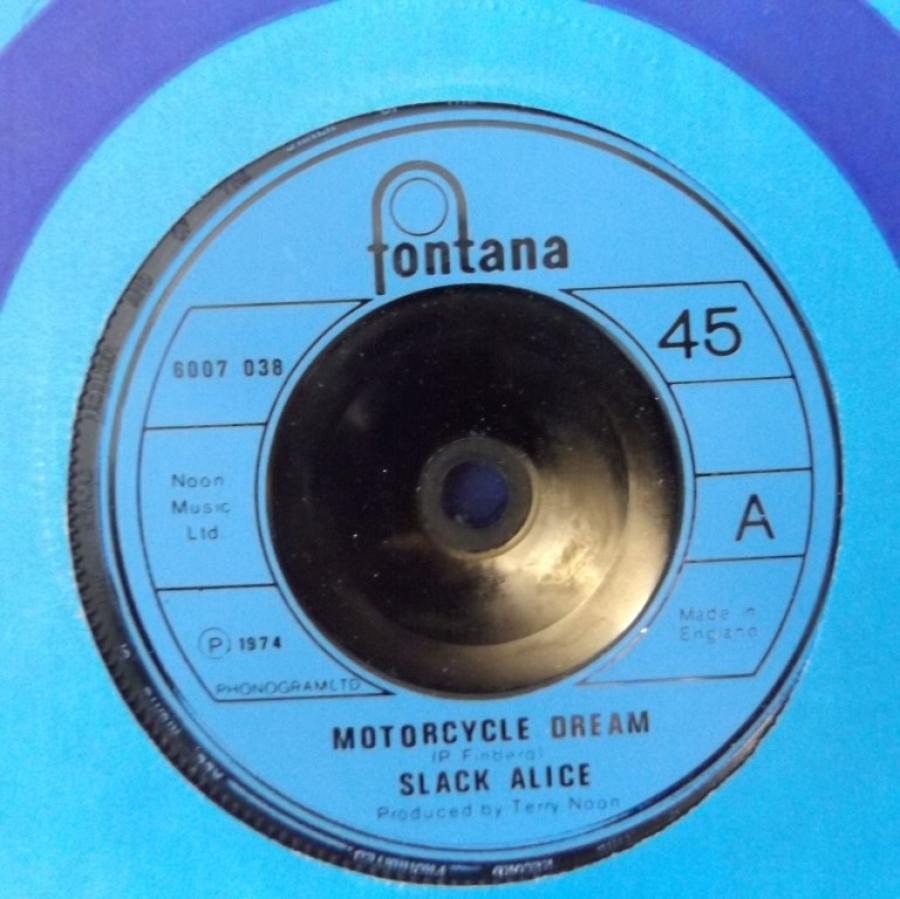 fontana
6007 038
45
Noon
Music
Ltd.
A
Made in
England
Ⓟ 1974
PHONOGRAM LTD
MOTORCYCLE DREAM
(P. Finberg)
SLACK ALICE
Produced by Terry Noon